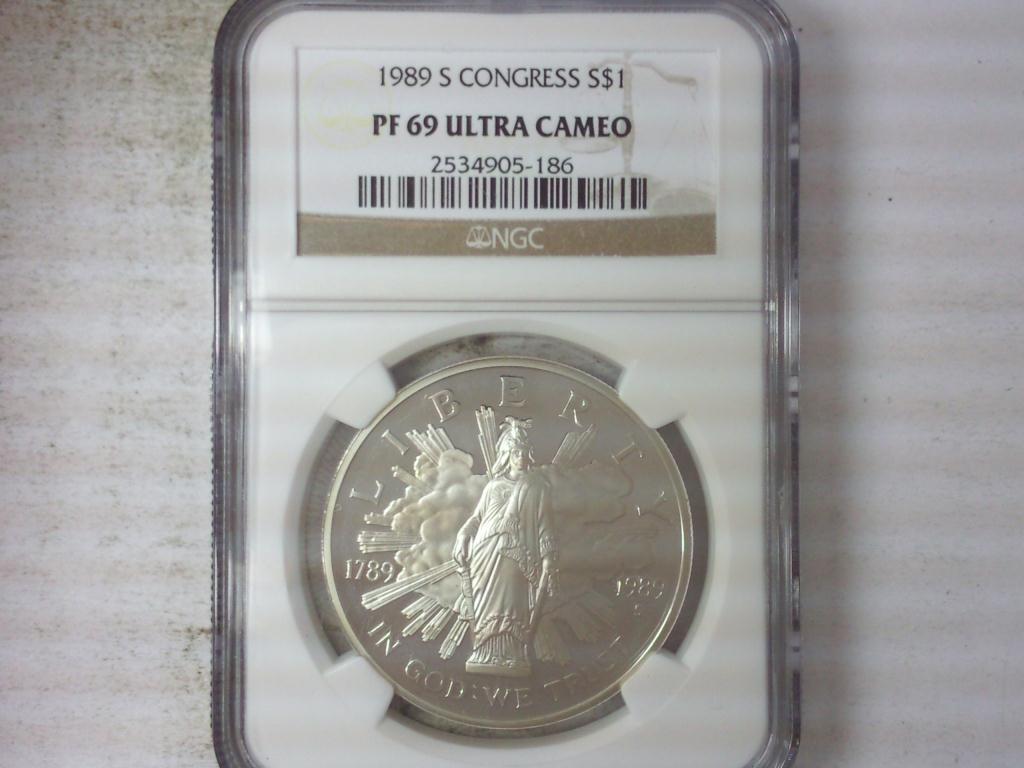 1989 S CONGRESS S$1
PF 69 ULTRA CAMEO
2534905-186
NGC
LIBERTY
1789
1989
S
IN GOD WE TRUST